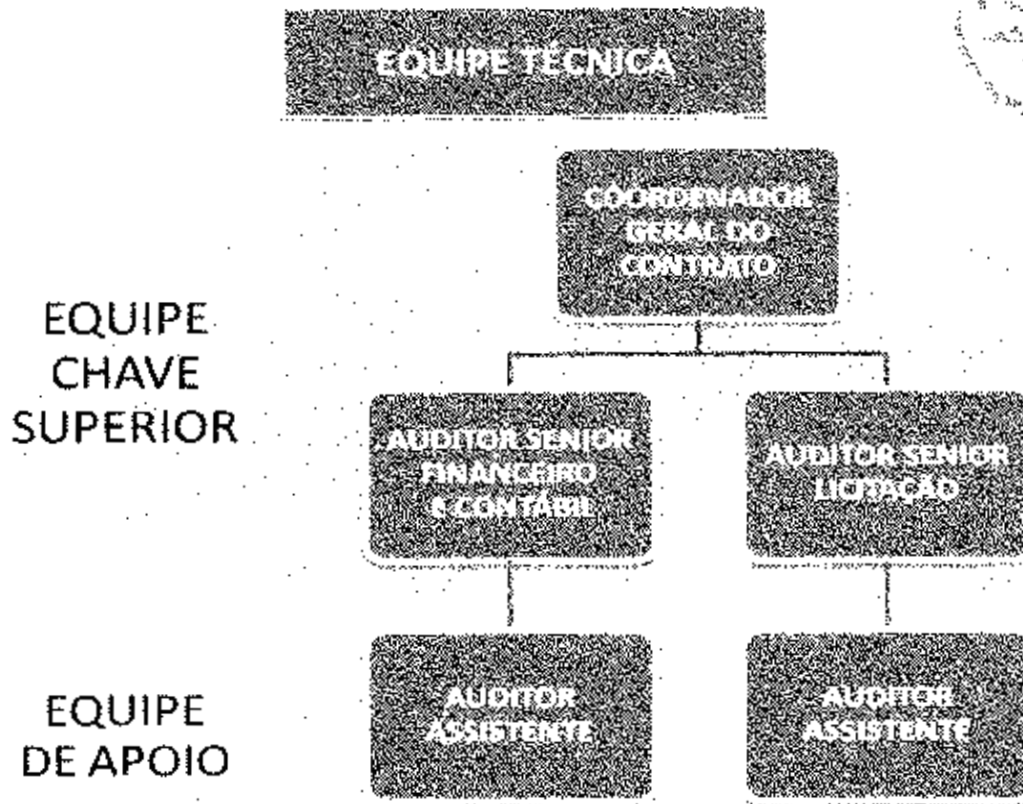 EQUIPE TÉCNICA
COORDENADOR
GERAL DO
CONTRATO
EQUIPE
CHAVE
SUPERIOR
AUDITOR SENIOR
FINANCEIRO
e CONTÁBIL
AUDITOR SENIOR
LICITAÇÃO
EQUIPE
DE APOIO
AUDITOR
ASSISTENTE
AUDITOR
ASSISTENTE